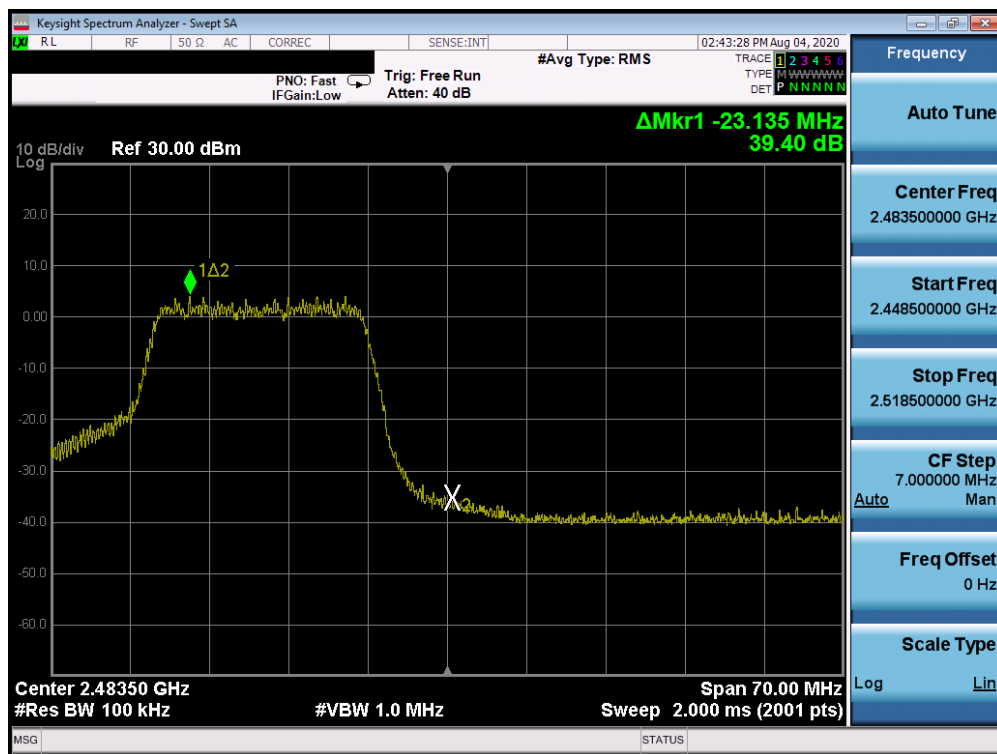 Keysight Spectrum Analyzer - Swept SA
LXI RL RF 50 Ω AC CORREC SENSE:INT 02:43:28 PM Aug 04, 2020
#Avg Type: RMS
TRACE 1 2 3 4 5 6
PNO: Fast Trig: Free Run
TYPE M WWWWW
IFGain:Low Atten: 40 dB
DET P N N N N N
ΔMkr1 -23.135 MHz
39.40 dB
10 dB/div Ref 30.00 dBm
Log
20.0
10.0
1Δ2
0.00
-10.0
-20.0
-30.0
X2
-40.0
-50.0
-60.0
Center 2.48350 GHz Span 70.00 MHz
#Res BW 100 kHz #VBW 1.0 MHz Sweep 2.000 ms (2001 pts)
MSG STATUS
Frequency
Auto Tune
Center Freq
2.483500000 GHz
Start Freq
2.448500000 GHz
Stop Freq
2.518500000 GHz
CF Step
7.000000 MHz
Auto Man
Freq Offset
0 Hz
Scale Type
Log Lin